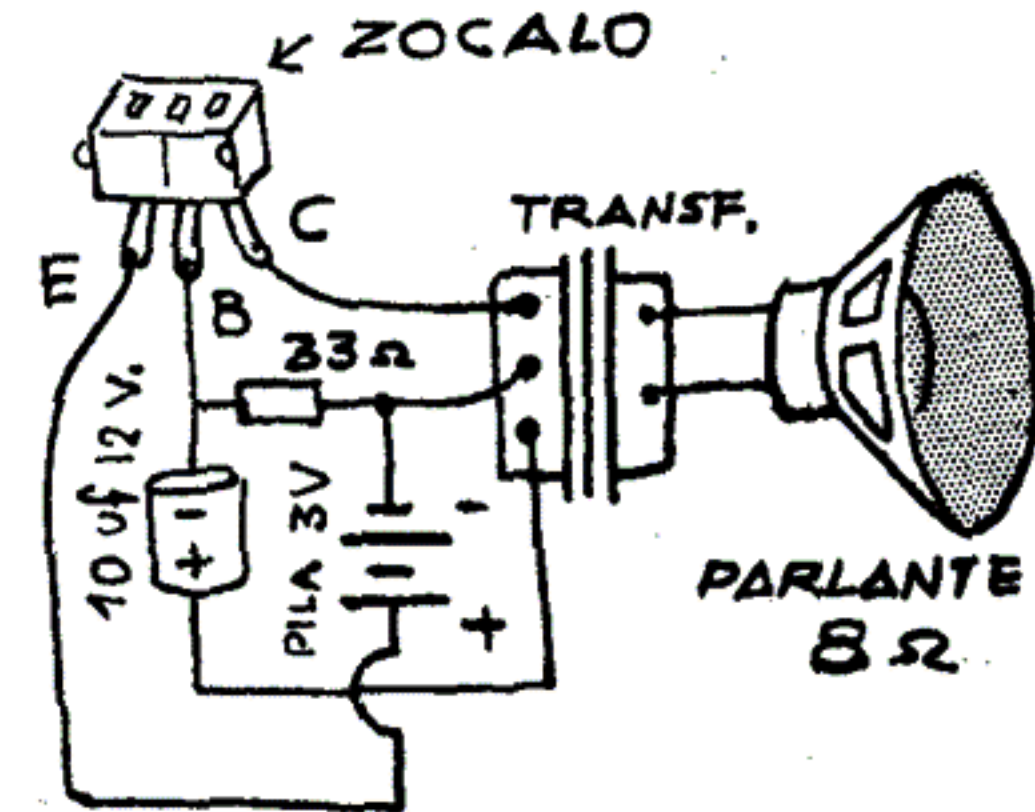 ZOCALO
E
B
C
TRANSF.
33 Ω
10 uf 12 V.
-
+
PILA 3V
-
+
PARLANTE
8 Ω